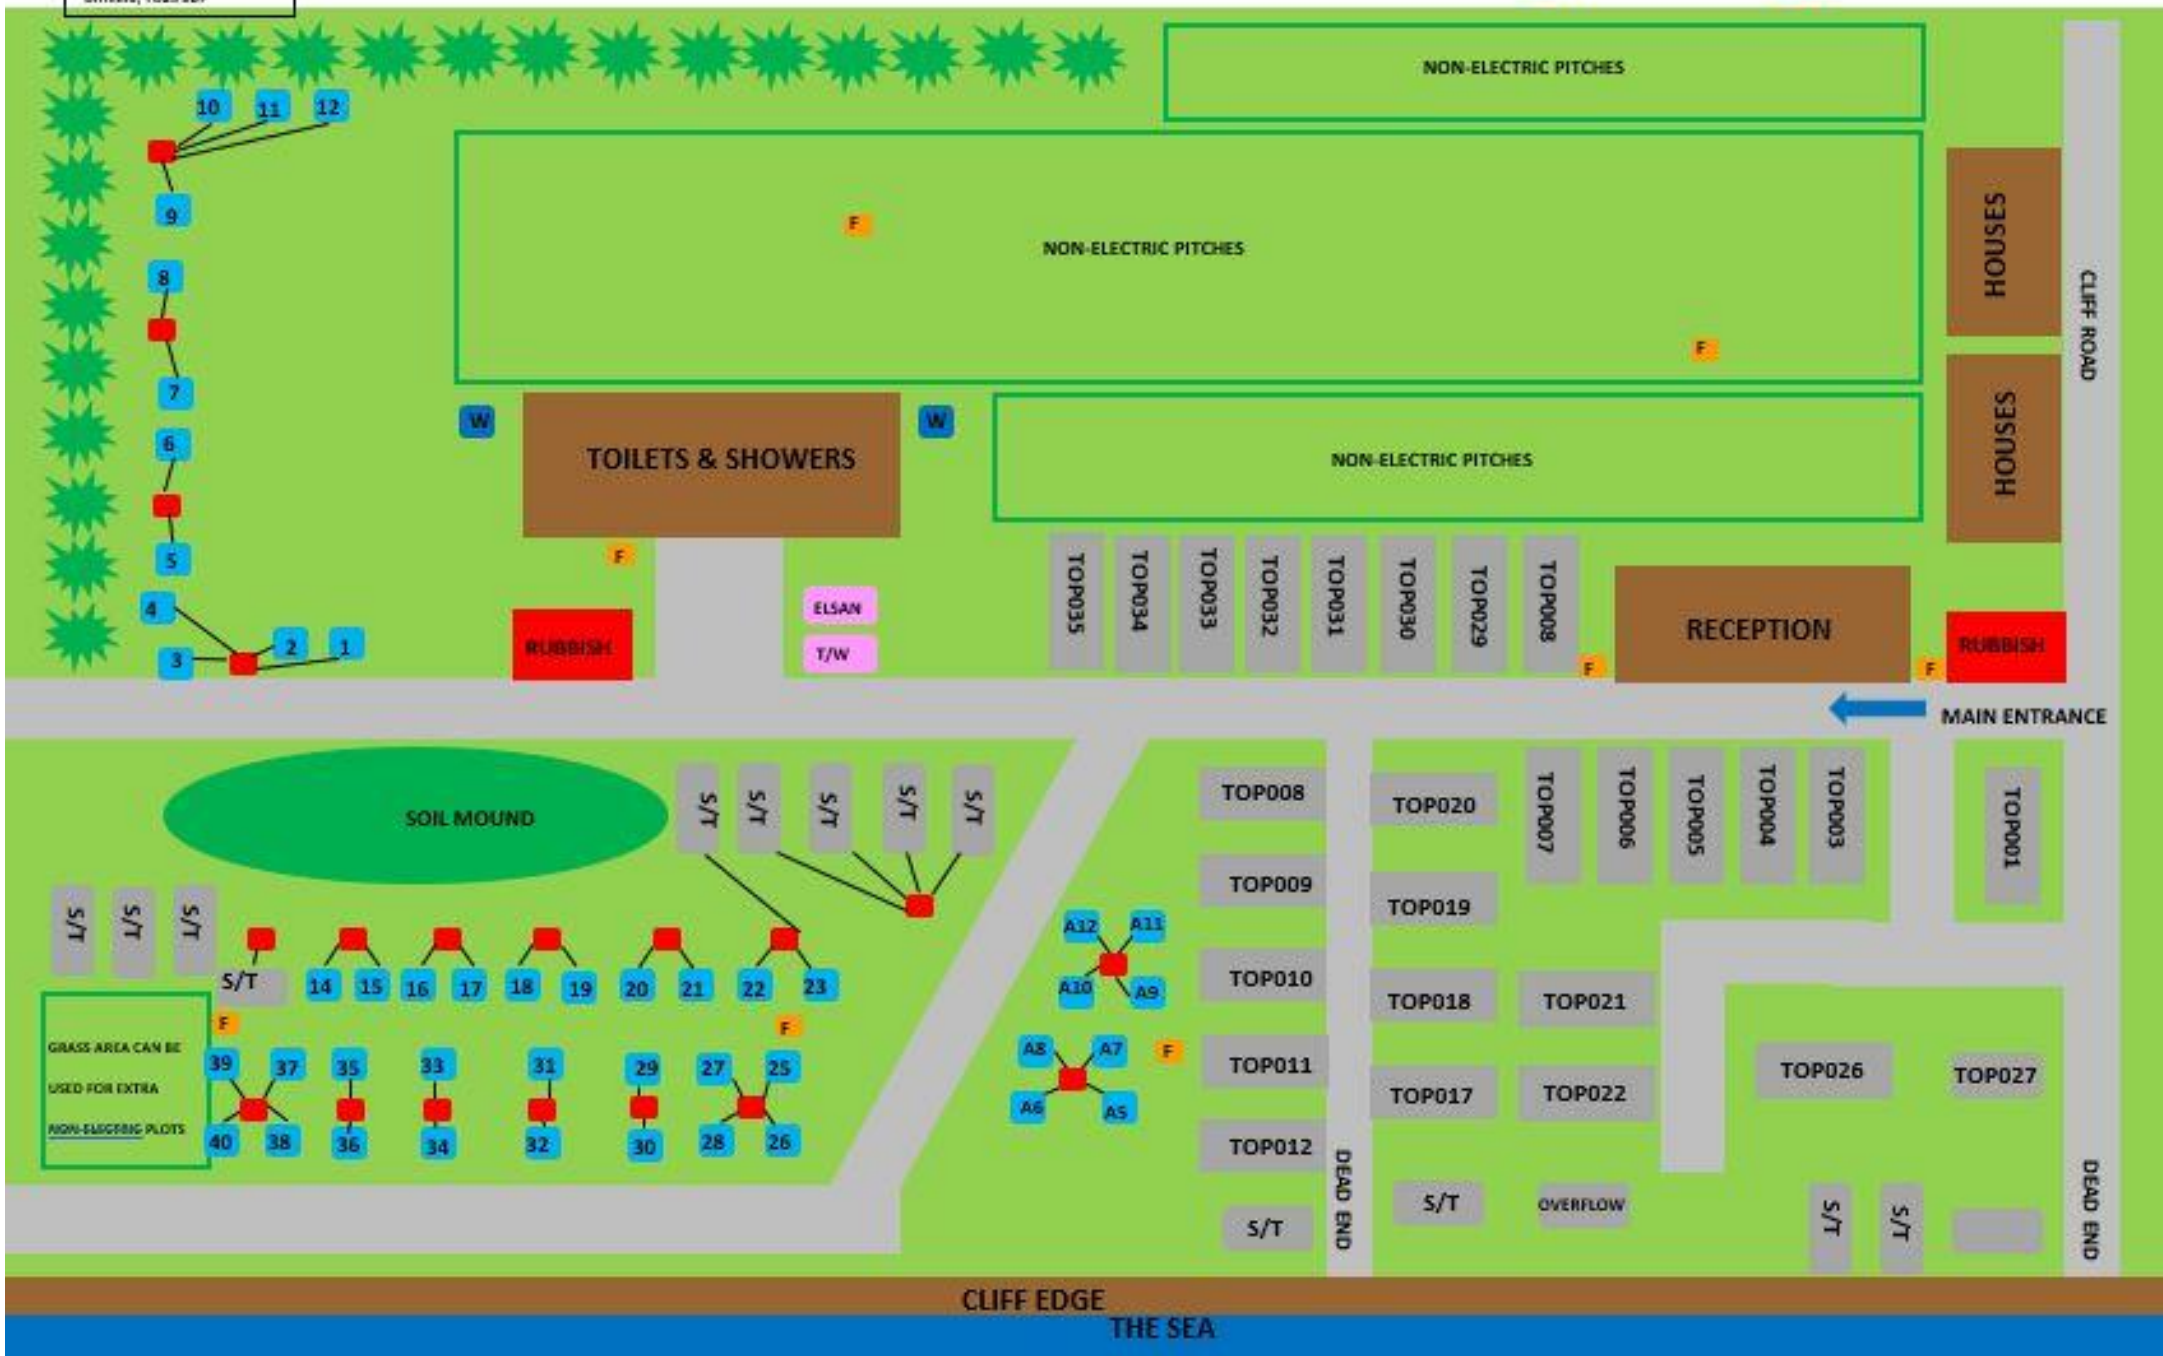 NON-ELECTRIC PITCHES
10 11 12
9
NON-ELECTRIC PITCHES
F
HOUSES
8
F
CLIFF ROAD
7
W
TOILETS & SHOWERS
W
NON-ELECTRIC PITCHES
HOUSES
6
5
F
TOP035
TOP034
TOP033
TOP032
TOP031
TOP030
TOP029
TOP008
4
ELSAN
3
2
1
RUBBISH
T/W
F
RECEPTION
F
RUBBISH
MAIN ENTRANCE
SOIL MOUND
S/T
S/T
S/T
S/T
S/T
TOP008
TOP020
TOP007
TOP006
TOP005
TOP004
TOP003
TOP001
TOP009
TOP019
S/T
S/T
S/T
S/T
14 15 16 17 18 19 20 21 22 23
A12 A11
A10 A9
TOP010
TOP018
TOP021
F
F
GRASS AREA CAN BE
USED FOR EXTRA
NON-ELECTRIC PLOTS
39 37 35 33 31 29 27 25
40 38 36 34 32 30 28 26
A8 A7
F
A6 A5
TOP011
TOP017
TOP022
TOP026
TOP027
TOP012
DEAD END
S/T
S/T
OVERFLOW
S/T
S/T
DEAD END
CLIFF EDGE
THE SEA